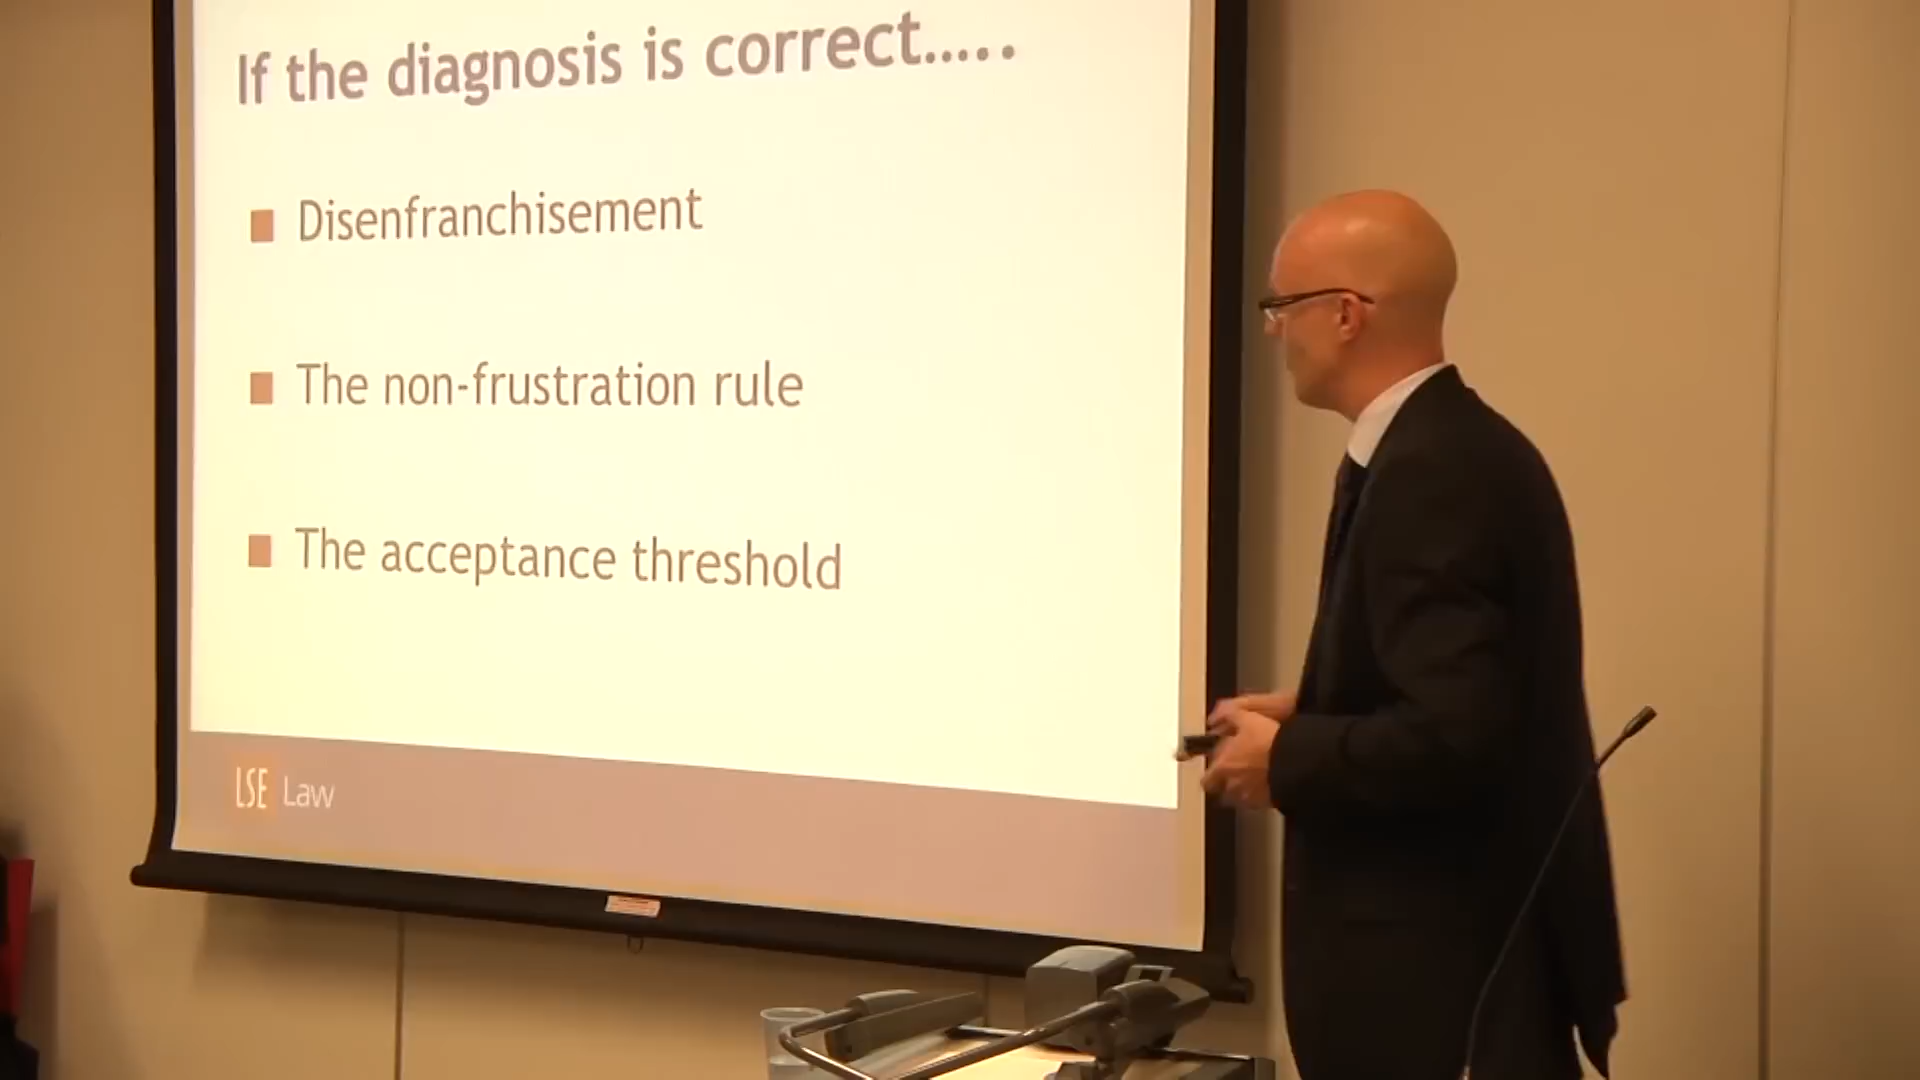 If the diagnosis is correct.....
Disenfranchisement
The non-frustration rule
The acceptance threshold
LSE Law